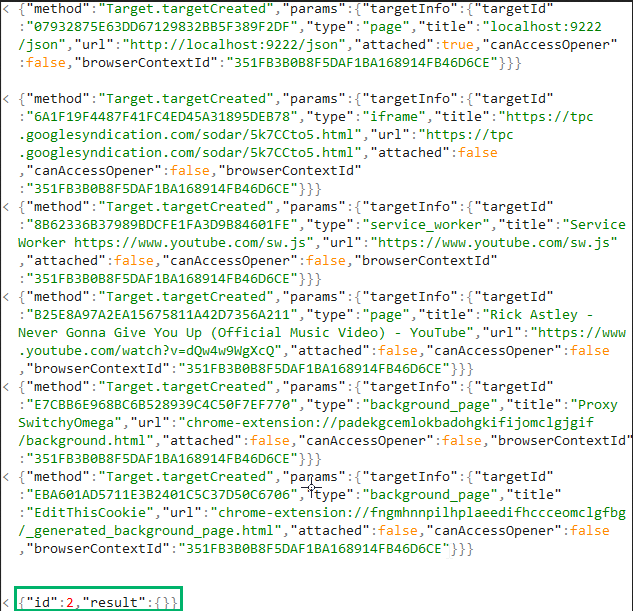 < {"method":"Target.targetCreated","params":{"targetInfo":{"targetId"
:"07932875E63DD67129832BB5F389F2DF","type":"page","title":"localhost:9222
/json","url":"http://localhost:9222/json","attached":true,"canAccessOpener"
:false,"browserContextId":"351FB3B0B8F5DAF1BA168914FB46D6CE"}}}
< {"method":"Target.targetCreated","params":{"targetInfo":{"targetId"
:"6A1F19F4487F41FC4ED45A31895DEB78","type":"iframe","title":"https://tpc
.googlesyndication.com/sodar/5k7CCto5.html","url":"https://tpc
.googlesyndication.com/sodar/5k7CCto5.html","attached":false
,"canAccessOpener":false,"browserContextId"
:"351FB3B0B8F5DAF1BA168914FB46D6CE"}}}
< {"method":"Target.targetCreated","params":{"targetInfo":{"targetId"
:"8B62336B37989BDCFE1FA3D9B84601FE","type":"service_worker","title":"Service
Worker https://www.youtube.com/sw.js","url":"https://www.youtube.com/sw.js"
,"attached":false,"canAccessOpener":false,"browserContextId"
:"351FB3B0B8F5DAF1BA168914FB46D6CE"}}}
< {"method":"Target.targetCreated","params":{"targetInfo":{"targetId"
:"B25E8A97A2EA15675811A42D7356A211","type":"page","title":"Rick Astley -
Never Gonna Give You Up (Official Music Video) - YouTube","url":"https://www
.youtube.com/watch?v=dQw4w9WgXcQ","attached":false,"canAccessOpener":false
,"browserContextId":"351FB3B0B8F5DAF1BA168914FB46D6CE"}}}
< {"method":"Target.targetCreated","params":{"targetInfo":{"targetId"
:"E7CBB6E968BC6B528939C4C50F7EF770","type":"background_page","title":"Proxy
SwitchyOmega","url":"chrome-extension://padekgcemlokbadohgkifijomclgjgif
/background.html","attached":false,"canAccessOpener":false,"browserContextId"
:"351FB3B0B8F5DAF1BA168914FB46D6CE"}}}
< {"method":"Target.targetCreated","params":{"targetInfo":{"targetId"
:"EBA601AD5711E3B2401C5C37D50C6706","type":"background_page","title"
:"EditThisCookie","url":"chrome-extension://fngmhnnpilhplaeedifhccceomclgfbg
/_generated_background_page.html","attached":false,"canAccessOpener":false
,"browserContextId":"351FB3B0B8F5DAF1BA168914FB46D6CE"}}}
< {"id":2,"result":{}}